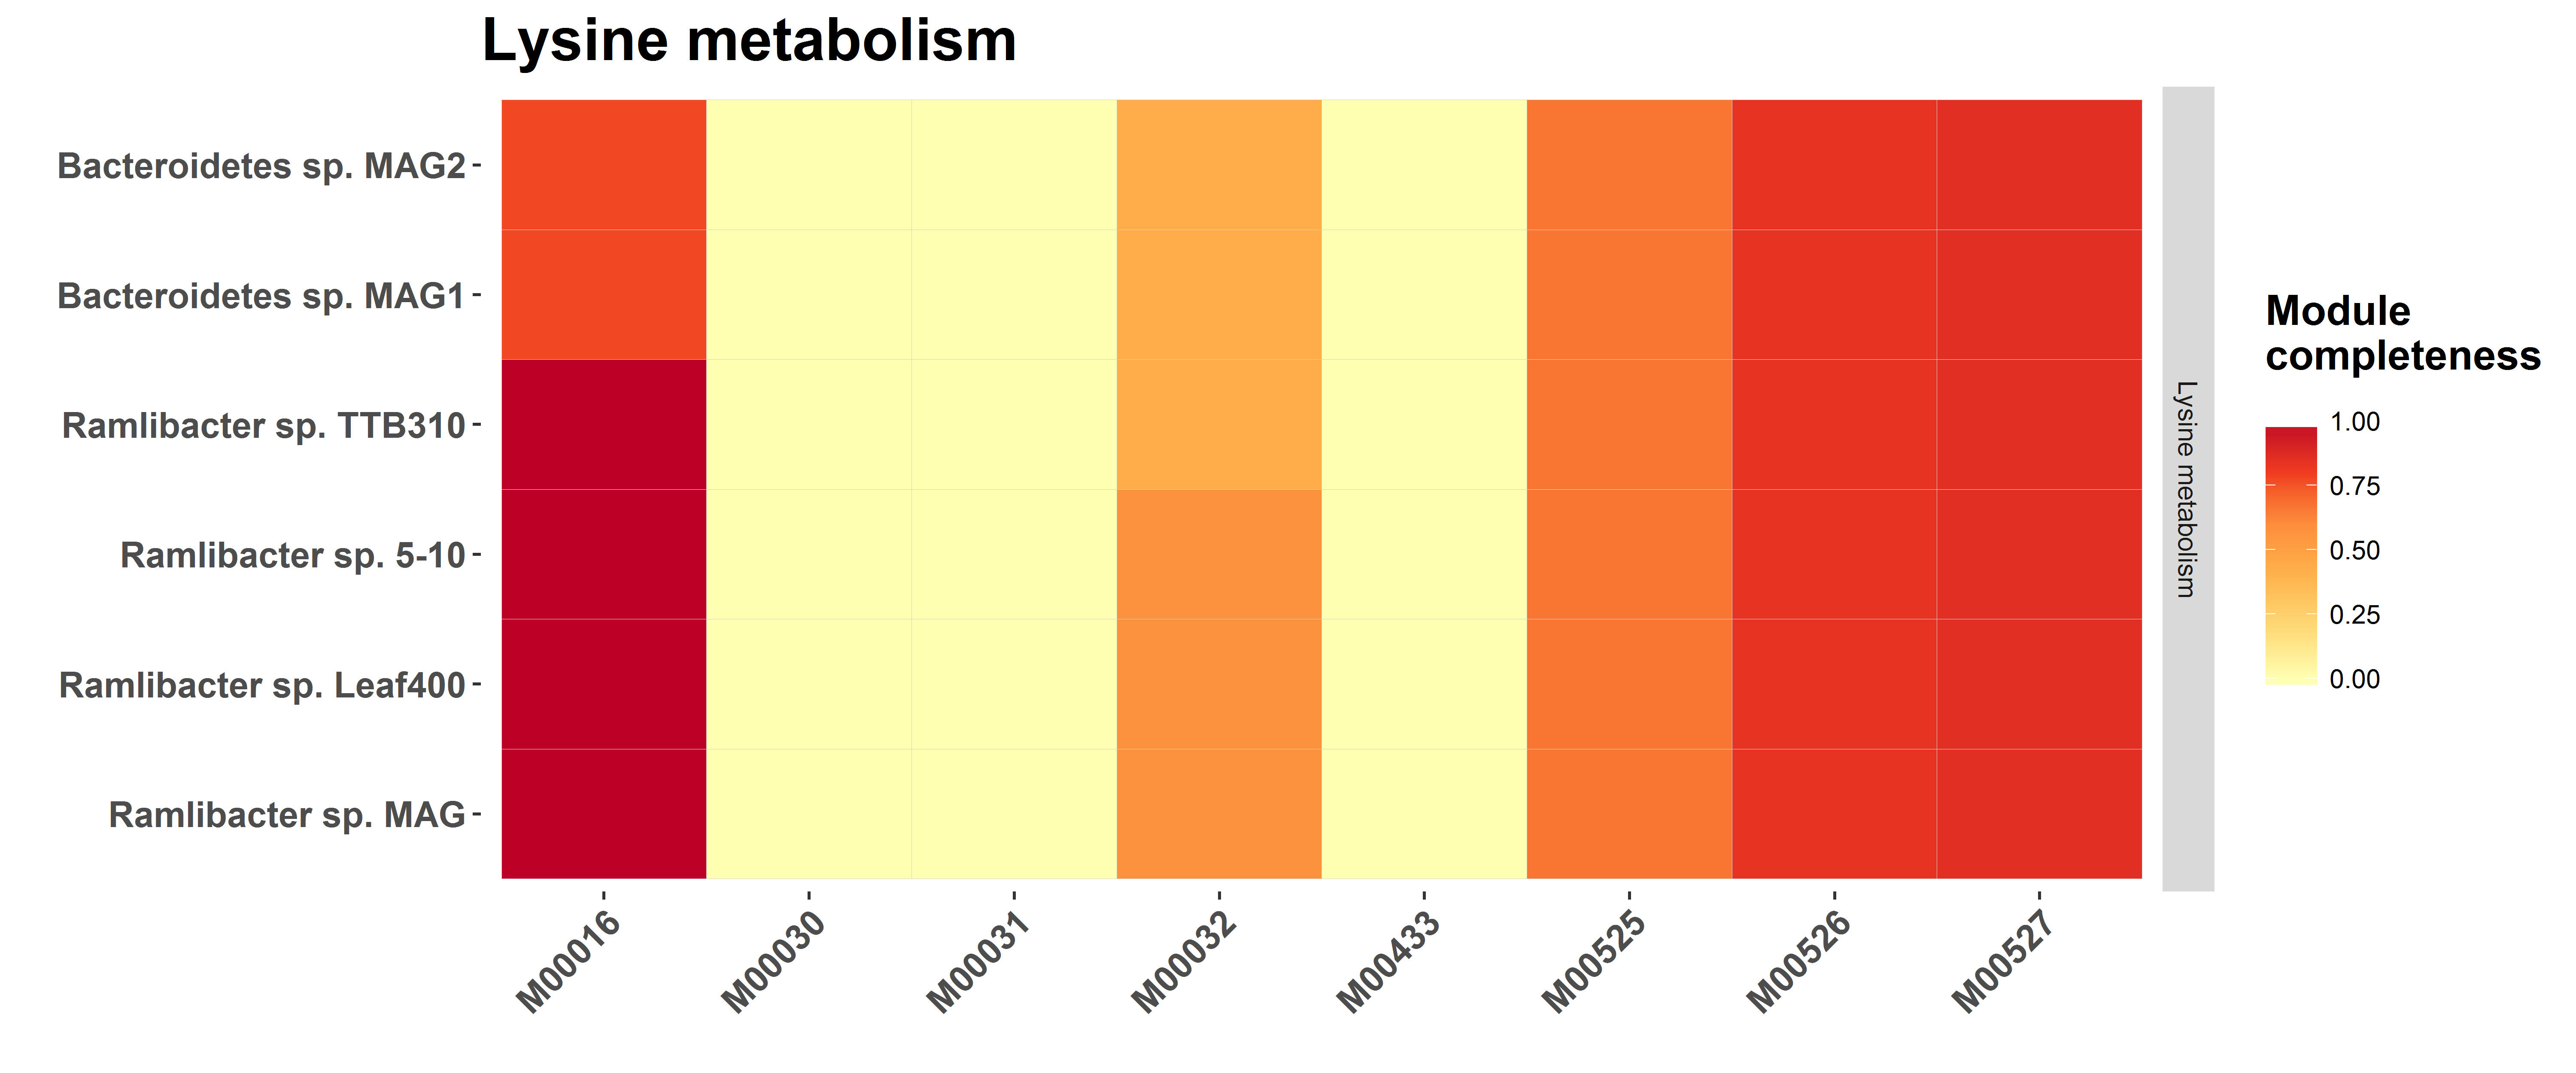 Lysine metabolism
Bacteroidetes sp. MAG2
Bacteroidetes sp. MAG1
Ramlibacter sp. TTB310
Ramlibacter sp. 5-10
Ramlibacter sp. Leaf400
Ramlibacter sp. MAG
M00016
M00030
M00031
M00032
M00433
M00525
M00526
M00527
Lysine metabolism
Module
completeness
1.00
0.75
0.50
0.25
0.00